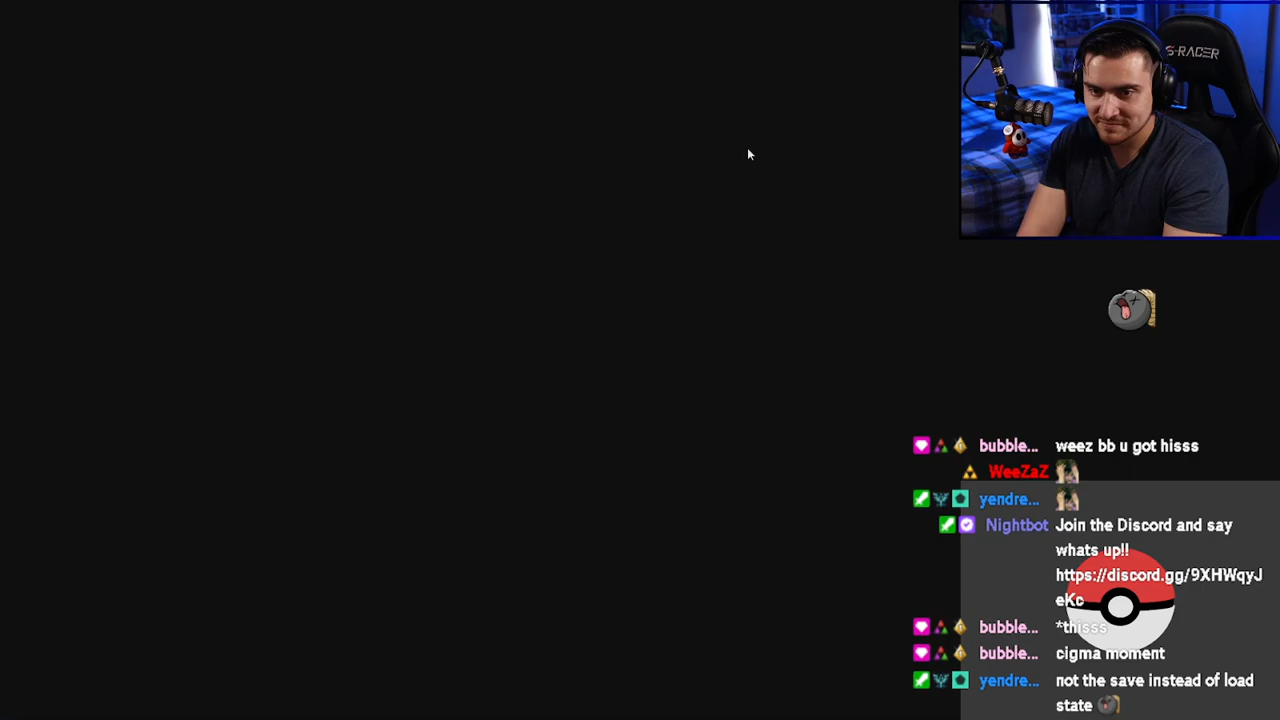 S-RACER
bubble... weez bb u got hisss
WeeZaZ
yendre...
Nightbot Join the Discord and say
whats up!!
https://discord.gg/9XHWqyJ
eKc
bubble... *thisss
bubble... cigma moment
yendre... not the save instead of load
state